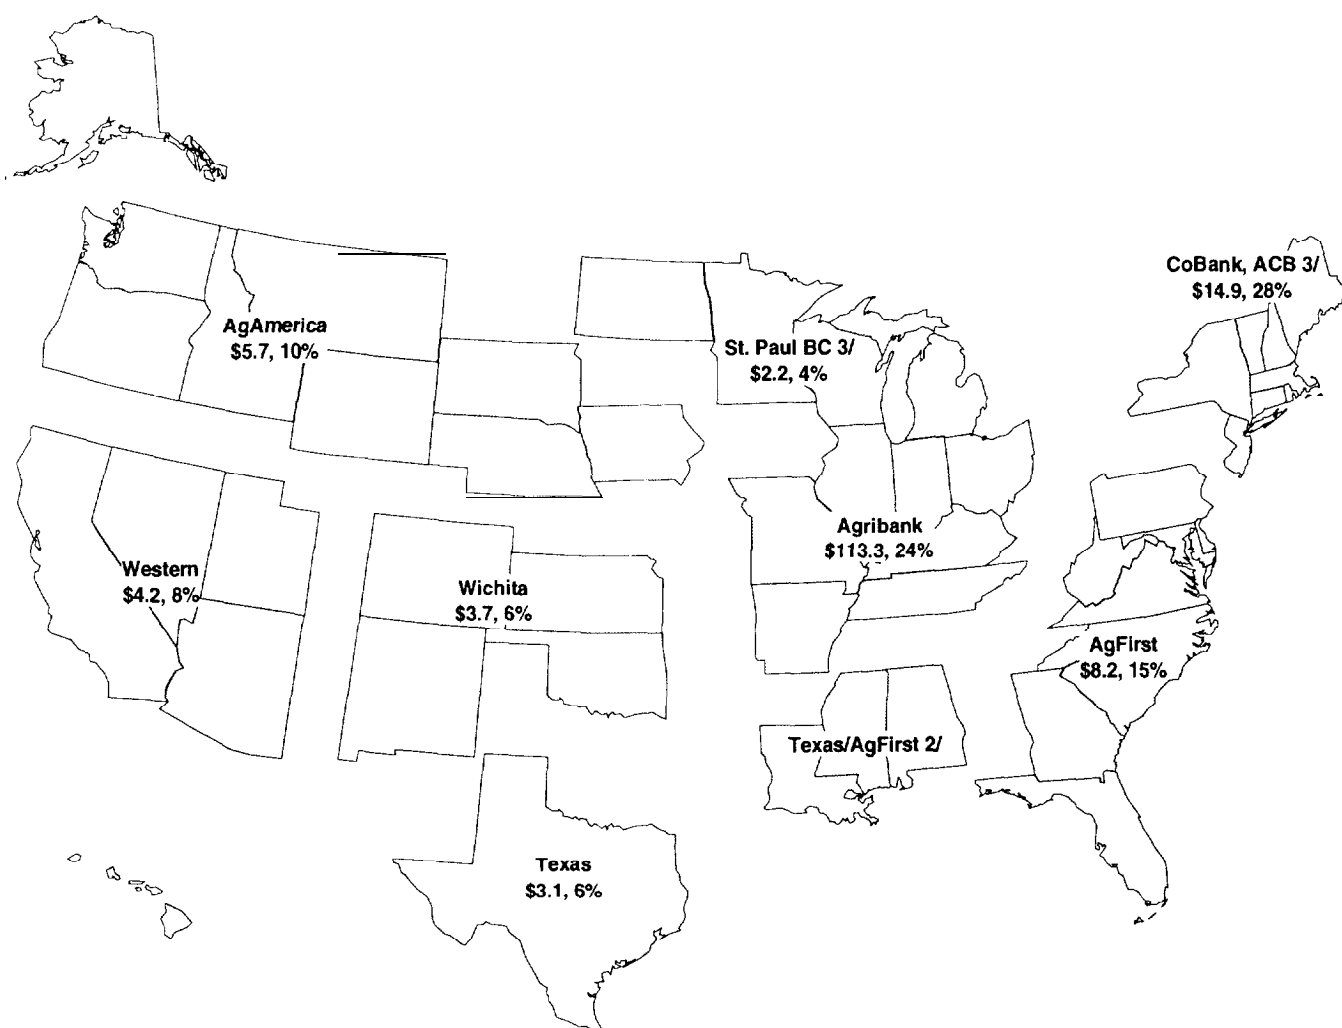 CoBank, ACB 3/
$14.9, 28%
AgAmerica
$5.7, 10%
St. Paul BC 3/
$2.2, 4%
Agribank
$113.3, 24%
Western
$4.2, 8%
Wichita
$3.7, 6%
AgFirst
$8.2, 15%
Texas/AgFirst 2/
Texas
$3.1, 6%